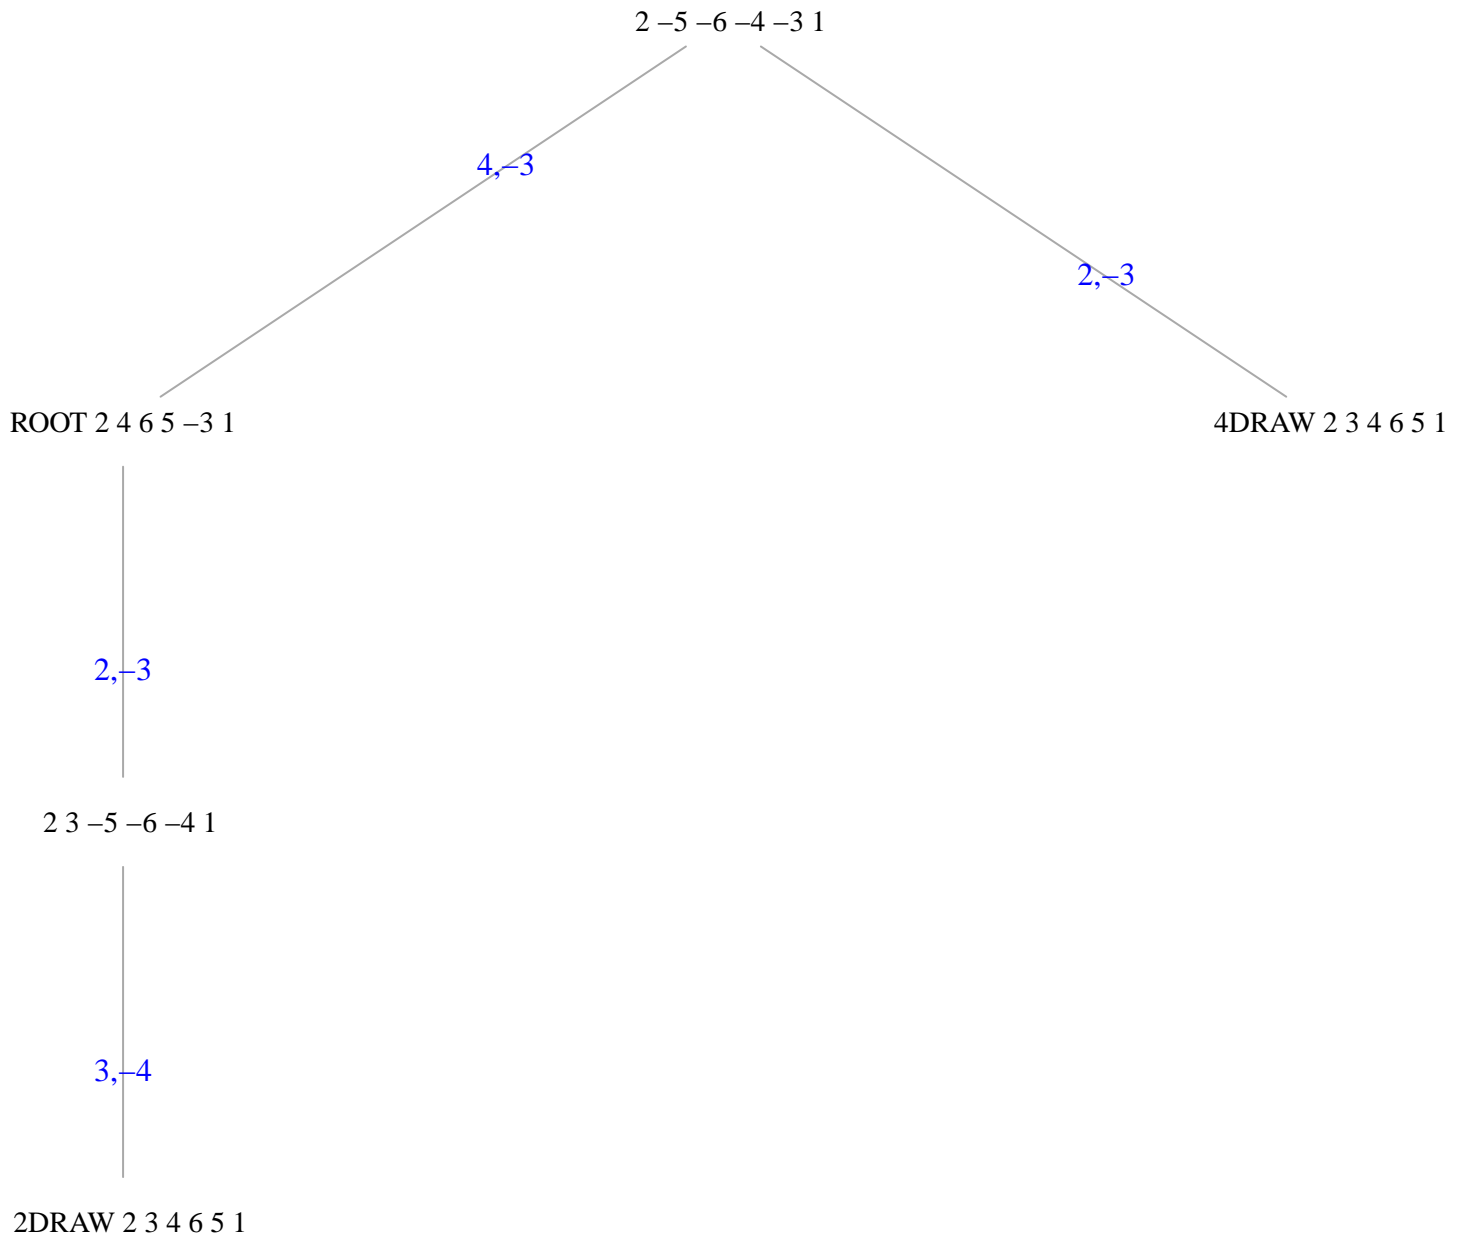 2 –5 –6 –4 –3 1
4,–3
2,–3
ROOT 2 4 6 5 –3 1
4DRAW 2 3 4 6 5 1
2,–3
2 3 –5 –6 –4 1
3,–4
2DRAW 2 3 4 6 5 1